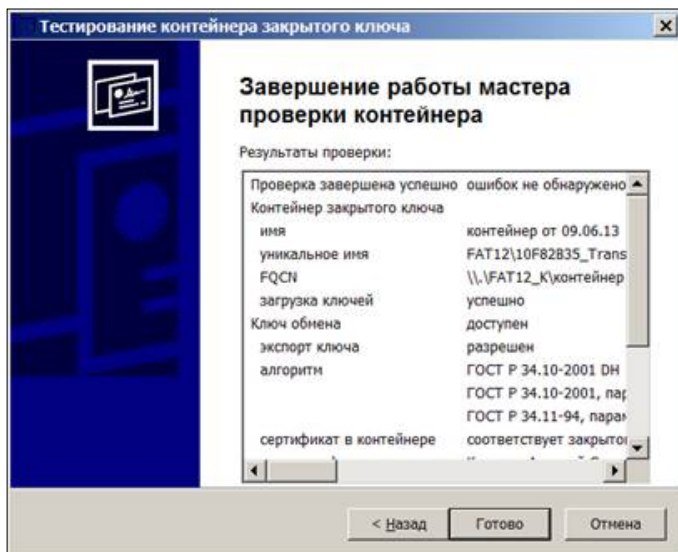 Тестирование контейнера закрытого ключа
Завершение работы мастера
проверки контейнера
Результаты проверки:
Проверка завершена успешно ошибок не обнаружено
Контейнер закрытого ключа
имя контейнер от 09.06.13
уникальное имя FAT12\10F82B35_Trans
FQCN \\.\FAT12_K\контейнер
загрузка ключей успешно
Ключ обмена доступен
экспорт ключа разрешен
алгоритм ГОСТ Р 34.10-2001 DH
ГОСТ Р 34.10-2001, пар
ГОСТ Р 34.11-94, парам
сертификат в контейнере соответствует закрытом
< Назад Готово Отмена